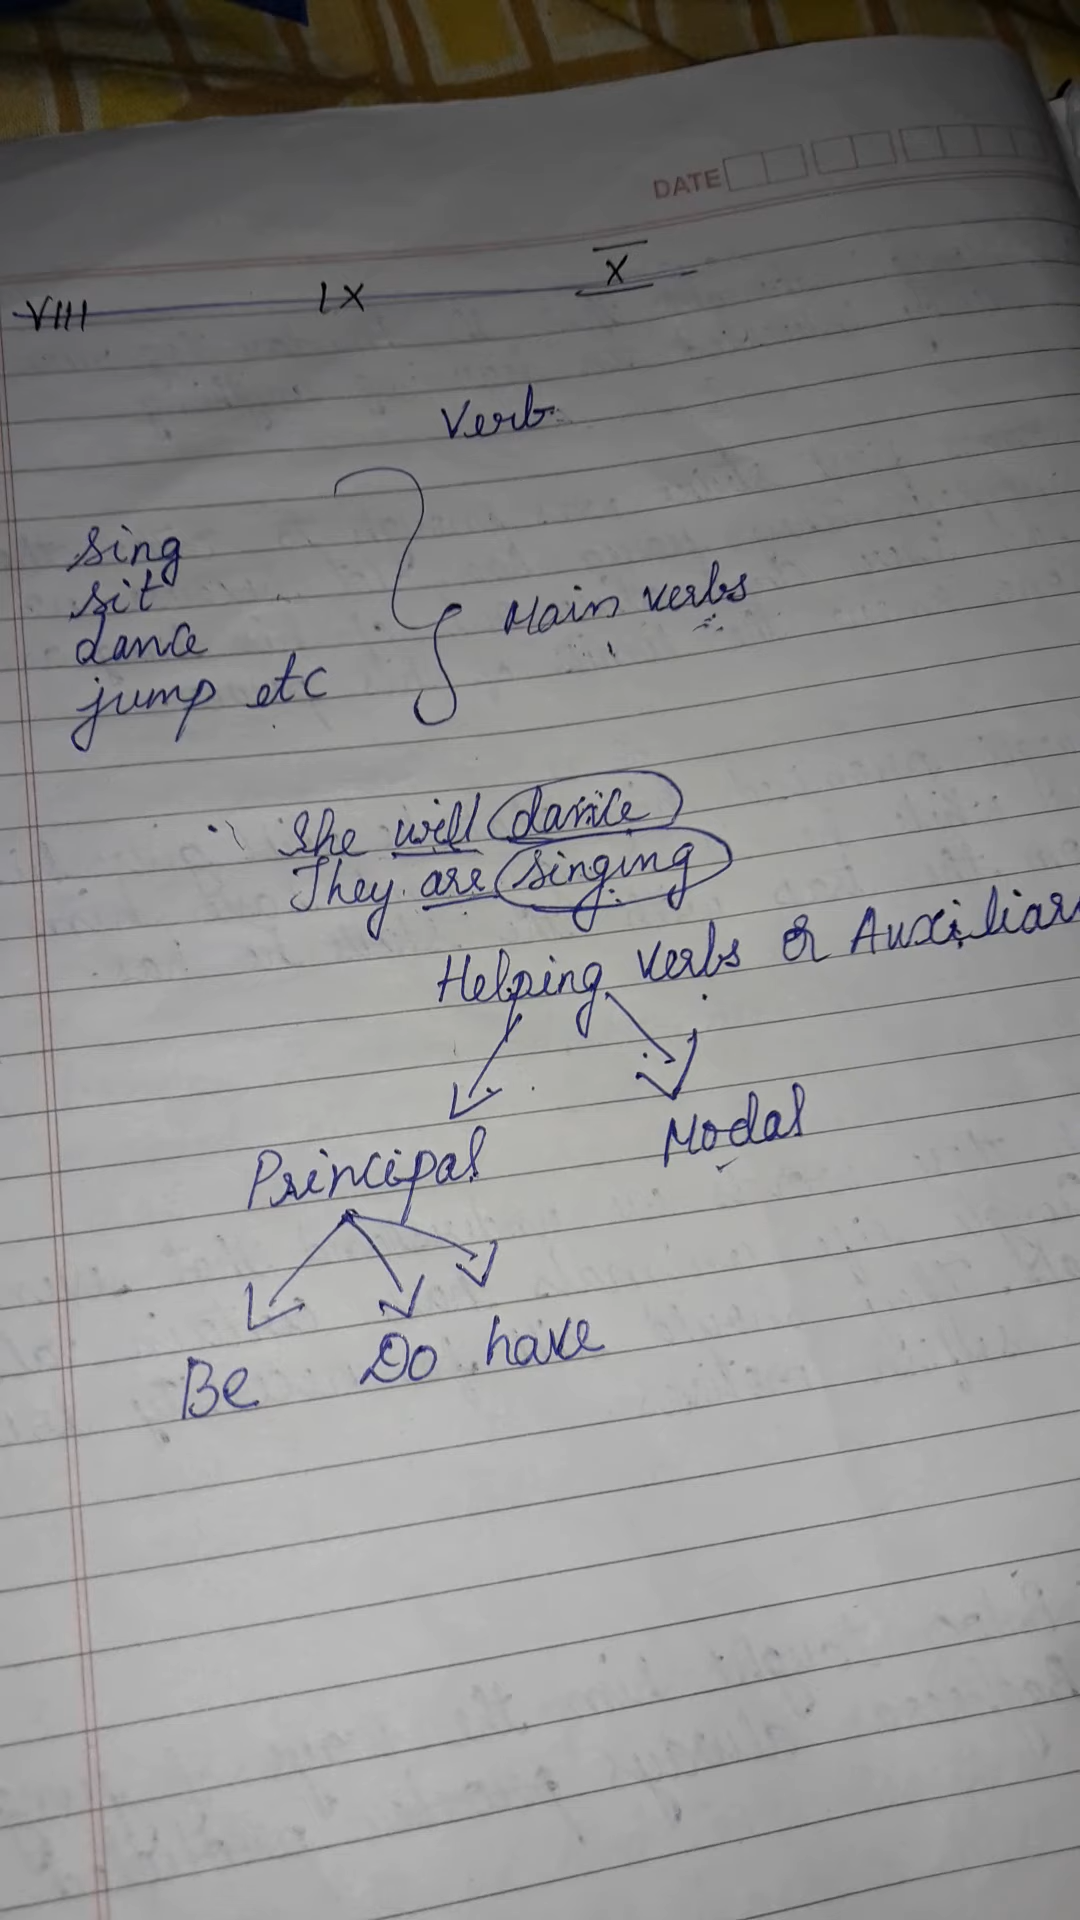 DATE
VIII IX X
Verb
sing
sit
dance
jump etc
Main verbs
She will dance
They are singing
Helping verbs or Auxiliar
Principal Modal
Be Do have